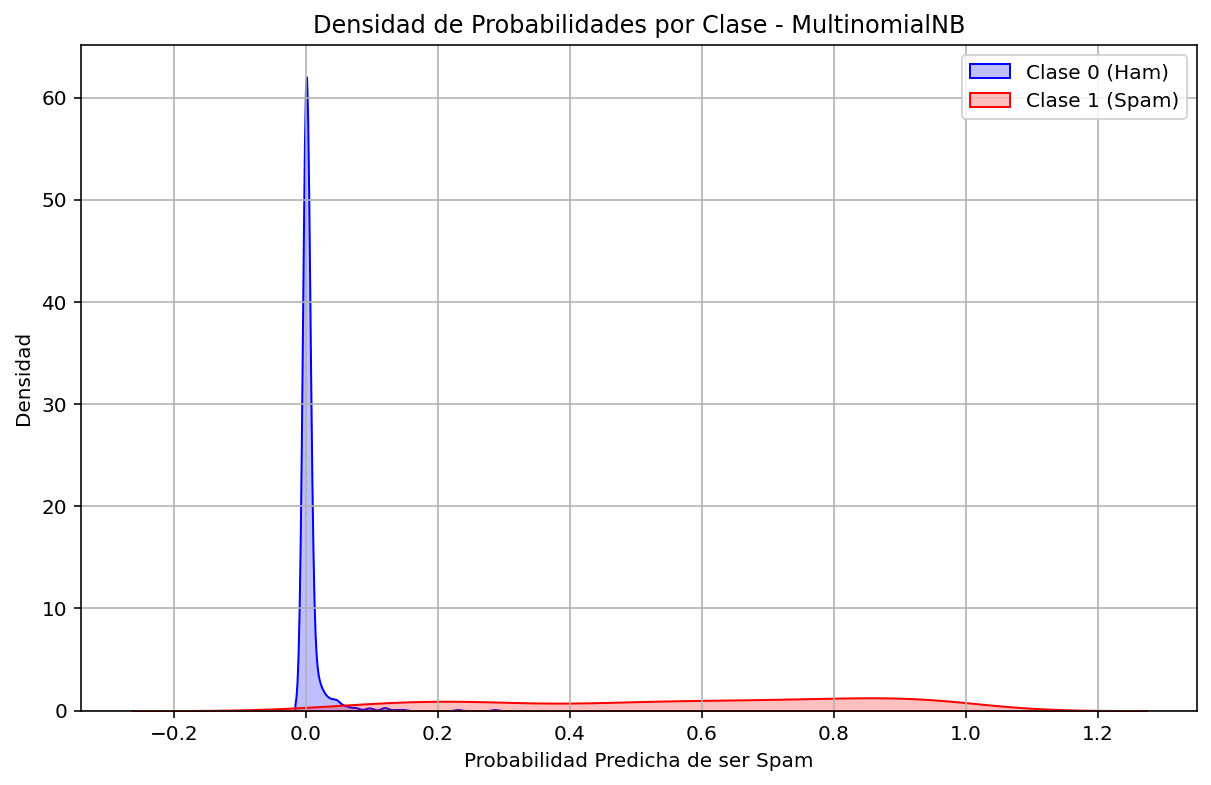 Densidad de Probabilidades por Clase - MultinomialNB
Clase 0 (Ham)
Clase 1 (Spam)
60
50
40
30
20
10
0
Densidad
−0.2 0.0 0.2 0.4 0.6 0.8 1.0 1.2
Probabilidad Predicha de ser Spam